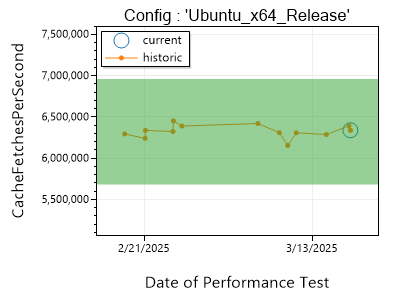 Config : 'Ubuntu_x64_Release'
7,500,000
7,000,000
6,500,000
6,000,000
5,500,000
CacheFetchesPerSecond
current
historic
2/21/2025
3/13/2025
Date of Performance Test